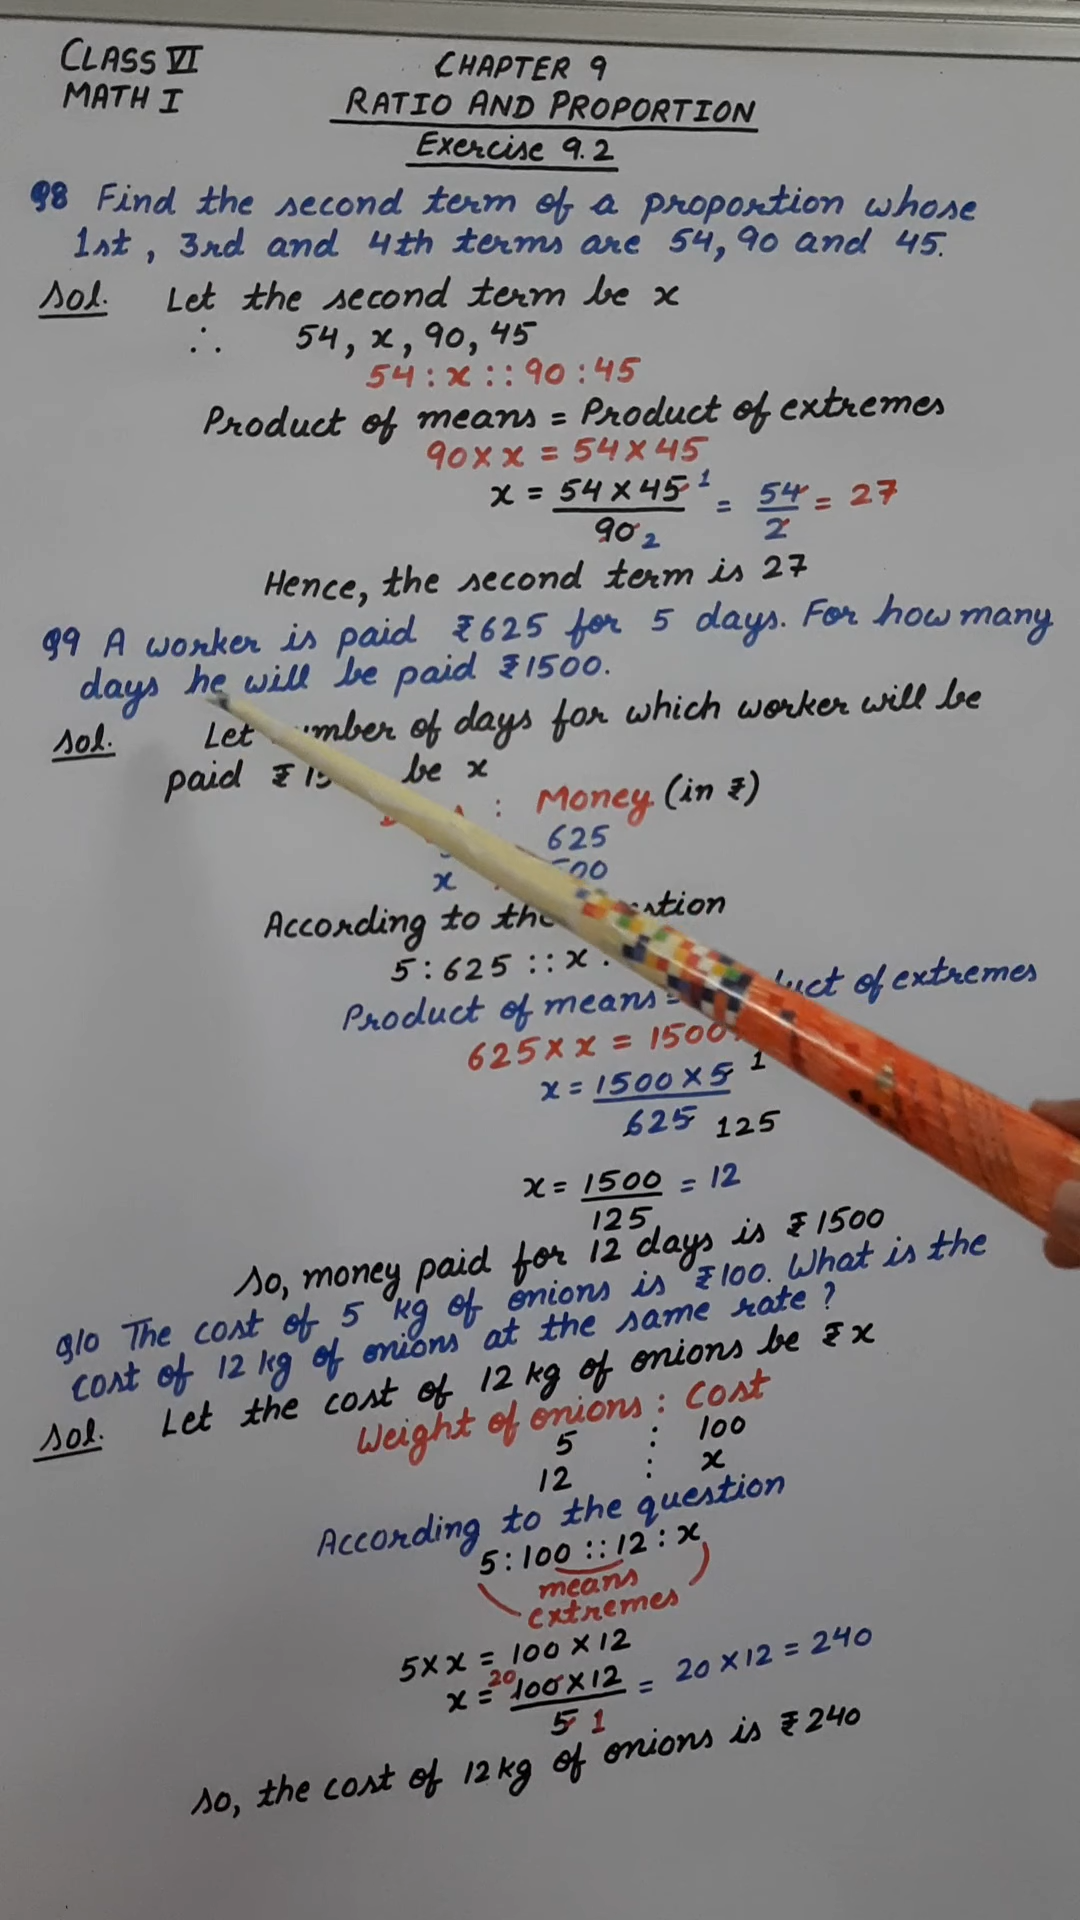 CLASS VI
MATH I
CHAPTER 9
RATIO AND PROPORTION
Exercise 9.2
Q8 Find the second term of a proportion whose
1st, 3rd and 4th terms are 54, 90 and 45.
Sol. Let the second term be x
∴ 54, x, 90, 45
54 : x :: 90 : 45
Product of means = Product of extremes
90 × x = 54 × 45
x = 54 × 45 1 = 54 = 27
90 2 2
Hence, the second term is 27
Q9 A worker is paid ₹625 for 5 days. For how many
days he will be paid ₹1500.
Sol. Let of days for which worker will be
paid be x
: Money (in ₹)
625
x
According to
5 : 625 :: x
Product of means = of extremes
625 × x = 1500
x = 1500 × 5 1
625 125
x = 1500 = 12
125
So, money paid for 12 days is ₹1500
Q10 The cost of 5 kg of onions is ₹100. What is the
cost of 12 kg of onions at the same rate?
Sol. Let the cost of 12 kg of onions be ₹x
Weight of onions : Cost
5 : 100
12 : x
According to the question
5 : 100 :: 12 : x
means
extremes
5 × x = 100 × 12
x = 20 100 × 12 = 20 × 12 = 240
5 1
So, the cost of 12 kg of onions is ₹240